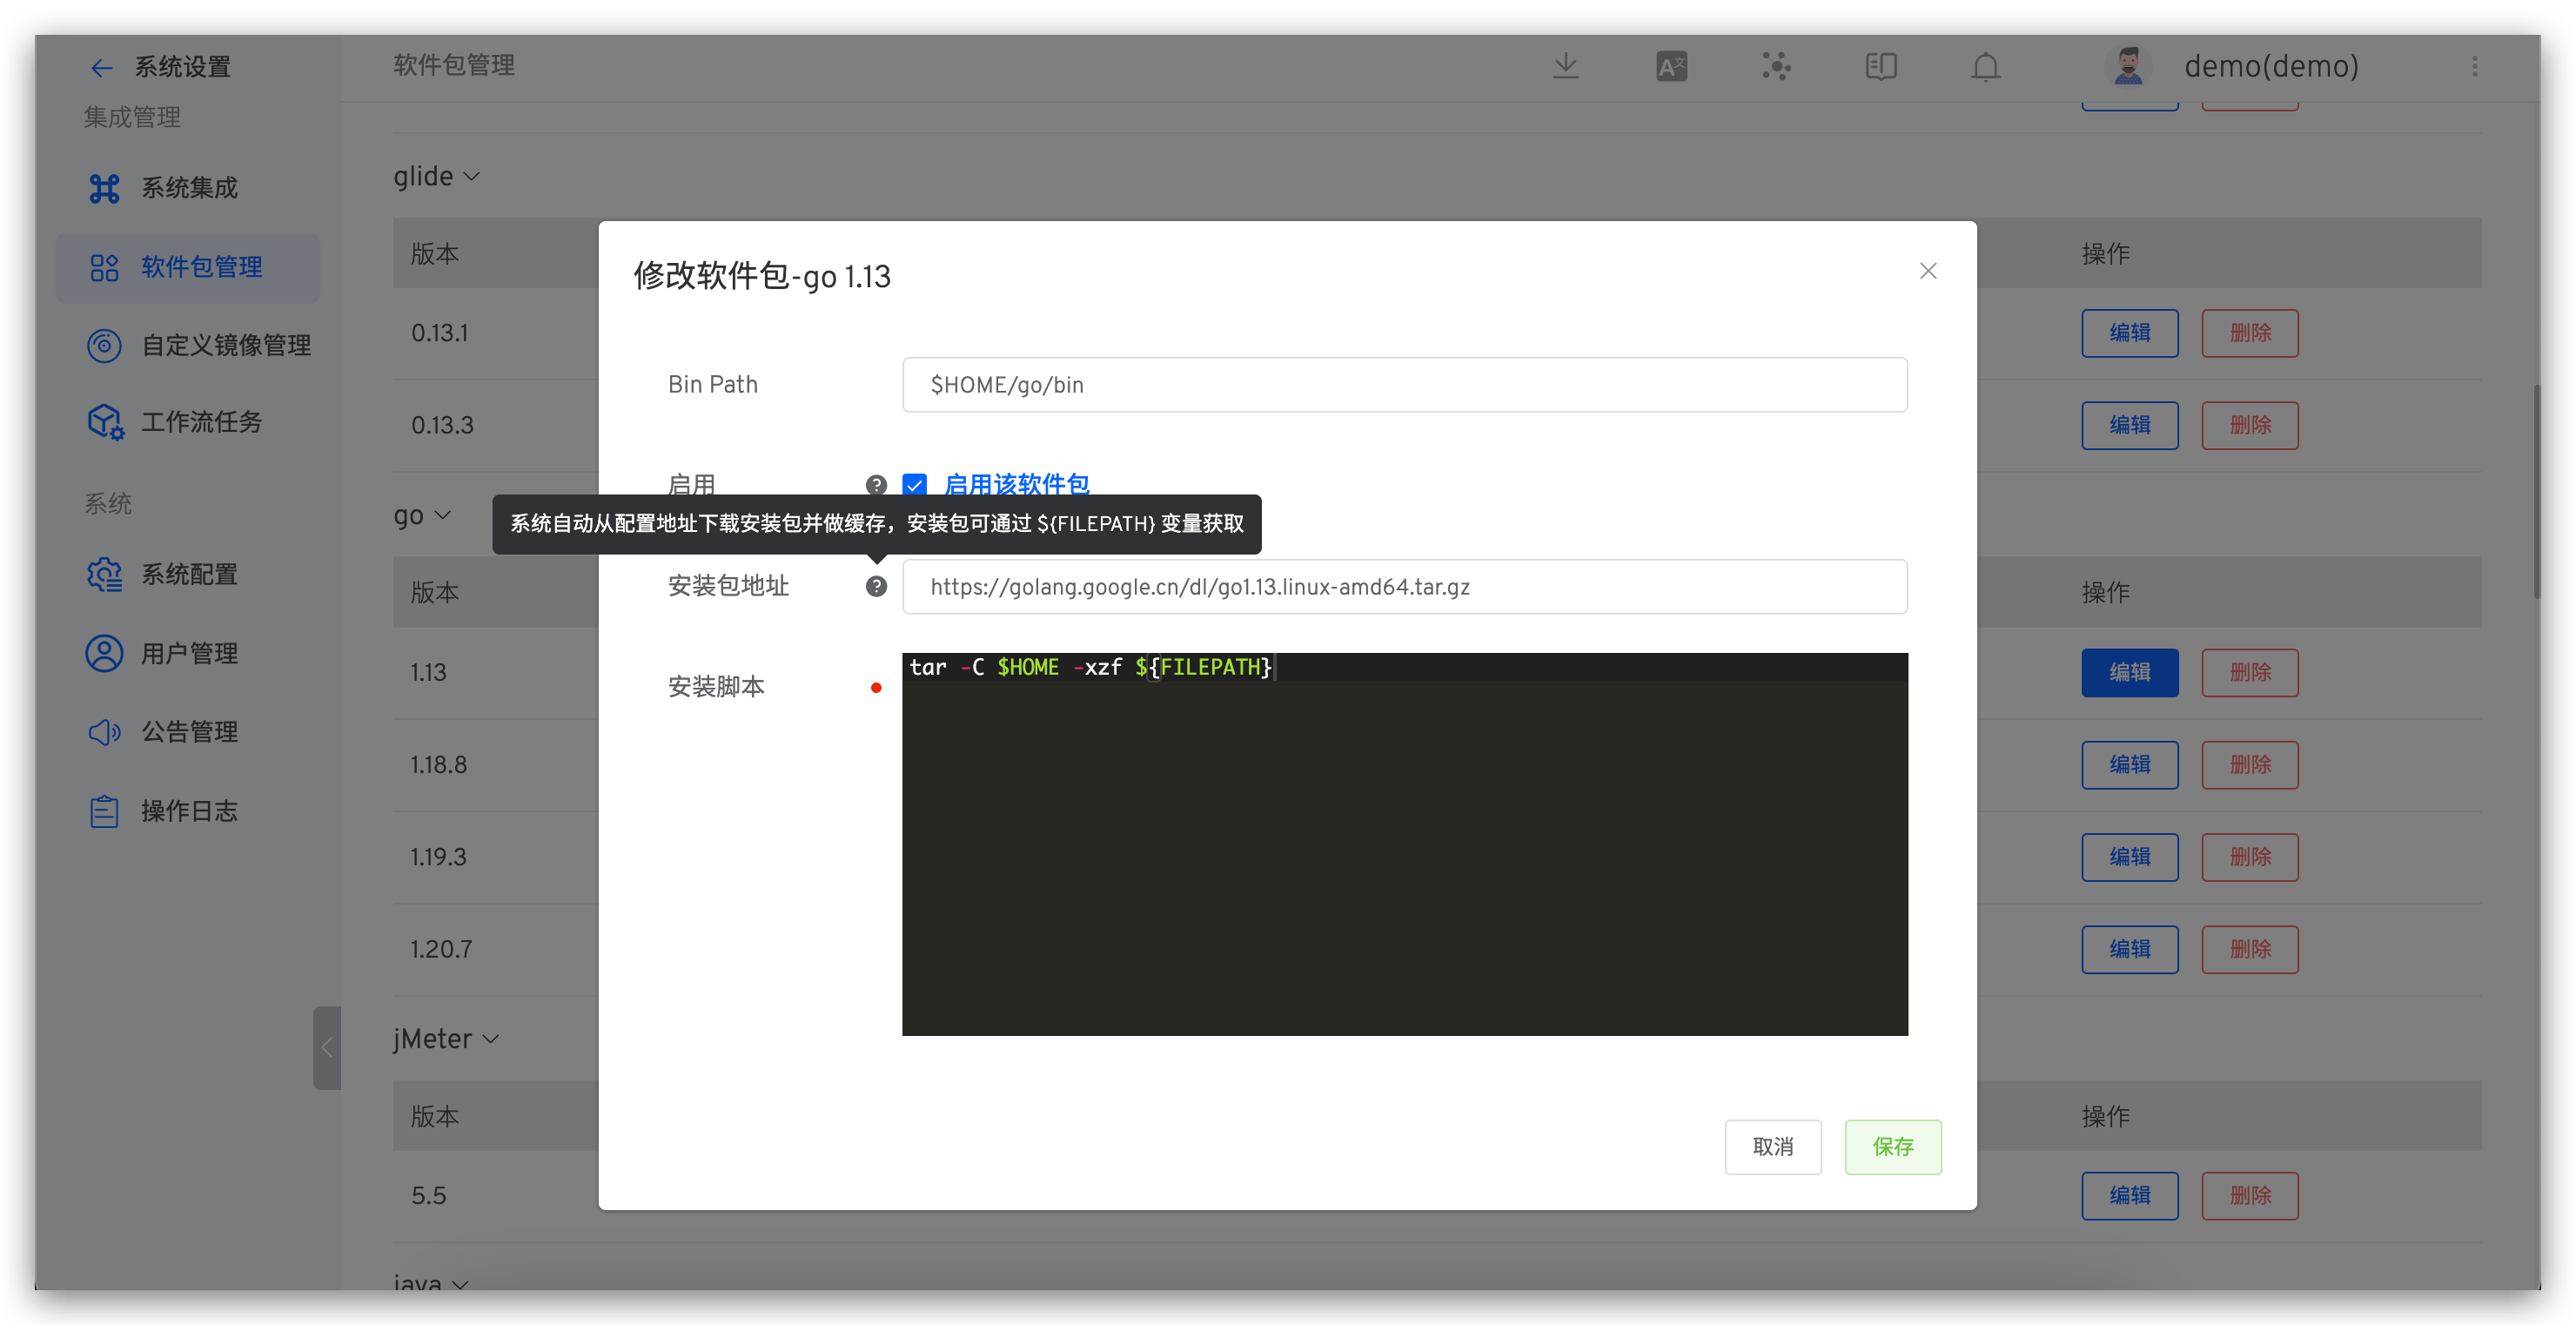 系统设置
集成管理
系统集成
软件包管理
自定义镜像管理
工作流任务
系统
系统配置
用户管理
公告管理
操作日志
软件包管理
demo(demo)
glide
版本
操作
0.13.1
编辑
删除
0.13.3
编辑
删除
go
版本
操作
1.13
编辑
删除
1.18.8
编辑
删除
1.19.3
编辑
删除
1.20.7
编辑
删除
jMeter
版本
操作
5.5
编辑
删除
java
修改软件包-go 1.13
Bin Path
$HOME/go/bin
启用
启用该软件包
系统自动从配置地址下载安装包并做缓存，安装包可通过 ${FILEPATH} 变量获取
安装包地址
https://golang.google.cn/dl/go1.13.linux-amd64.tar.gz
安装脚本
tar -C $HOME -xzf ${FILEPATH}
取消
保存